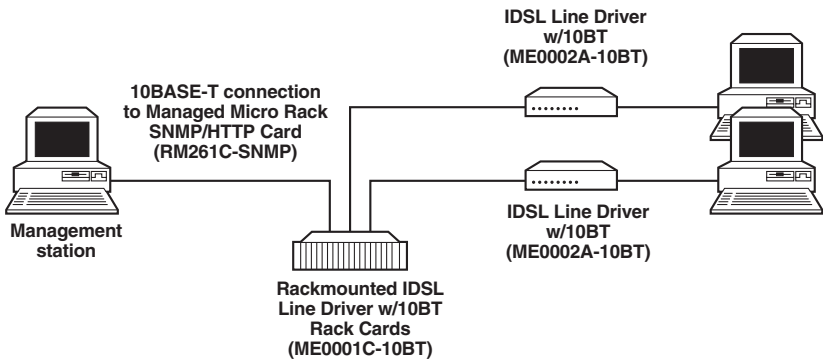 IDSL Line Driver
w/10BT
(ME0002A-10BT)
10BASE-T connection
to Managed Micro Rack
SNMP/HTTP Card
(RM261C-SNMP)
Management
station
IDSL Line Driver
w/10BT
(ME0002A-10BT)
Rackmounted IDSL
Line Driver w/10BT
Rack Cards
(ME0001C-10BT)